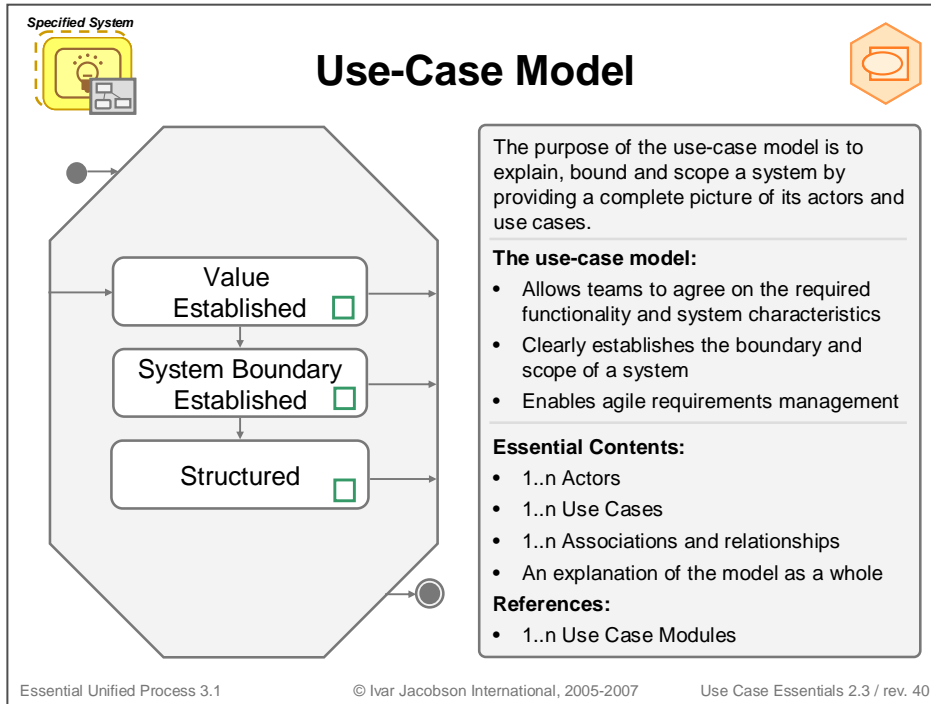 Specified System
Use-Case Model
Value
Established
System Boundary
Established
Structured
The purpose of the use-case model is to
explain, bound and scope a system by
providing a complete picture of its actors and
use cases.
The use-case model:
• Allows teams to agree on the required
functionality and system characteristics
• Clearly establishes the boundary and
scope of a system
• Enables agile requirements management
Essential Contents:
• 1..n Actors
• 1..n Use Cases
• 1..n Associations and relationships
• An explanation of the model as a whole
References:
• 1..n Use Case Modules
Essential Unified Process 3.1 © Ivar Jacobson International, 2005-2007 Use Case Essentials 2.3 / rev. 40